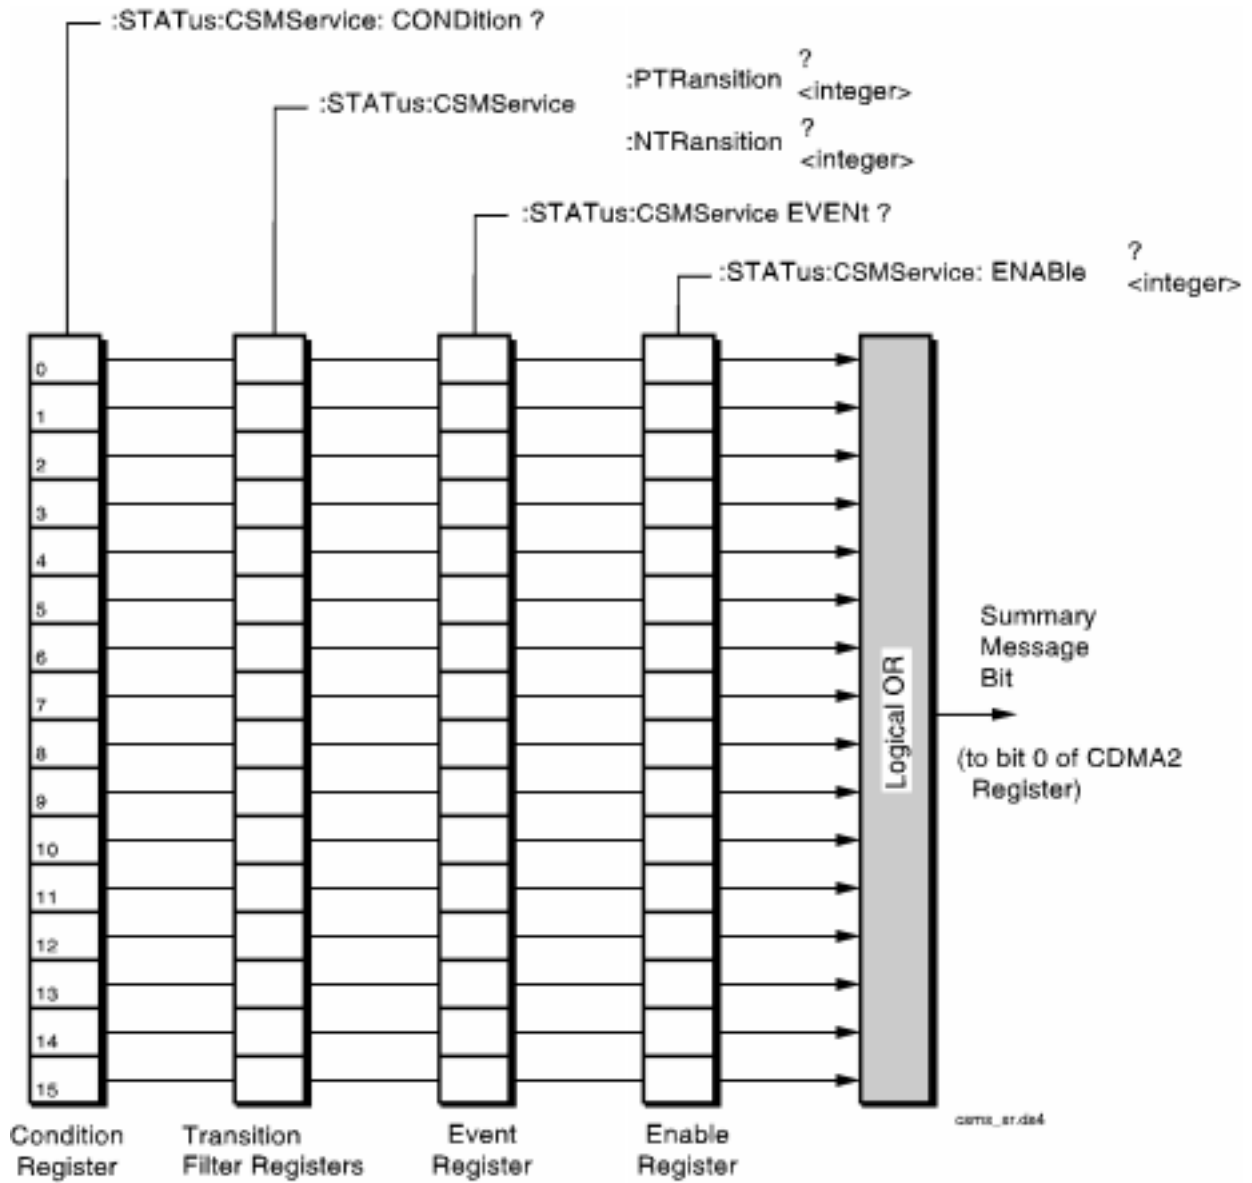 :STATus:CSMService: CONDition ?
?
:PTRansition <integer>
:STATus:CSMService
?
:NTRansition <integer>
:STATus:CSMService EVENt ?
?
:STATus:CSMService: ENABle <integer>
0
1
2
3
4
5
6
7
8
9
10
11
12
13
14
15
Logical OR
Summary
Message
Bit
(to bit 0 of CDMA2
Register)
csms_sr.ds4
Condition
Register
Transition
Filter Registers
Event
Register
Enable
Register